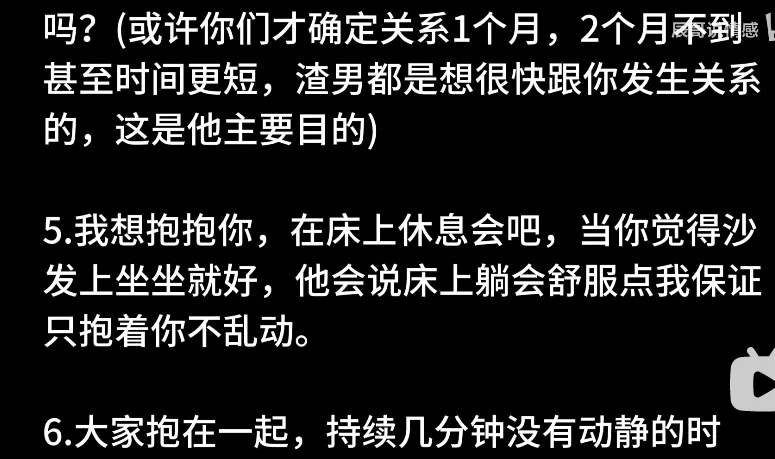 吗？(或许你们才确定关系1个月，2个月不到
甚至时间更短，渣男都是想很快跟你发生关系
的，这是他主要目的)
5.我想抱抱你，在床上休息会吧，当你觉得沙
发上坐坐就好，他会说床上躺会舒服点我保证
只抱着你不乱动。
6.大家抱在一起，持续几分钟没有动静的时